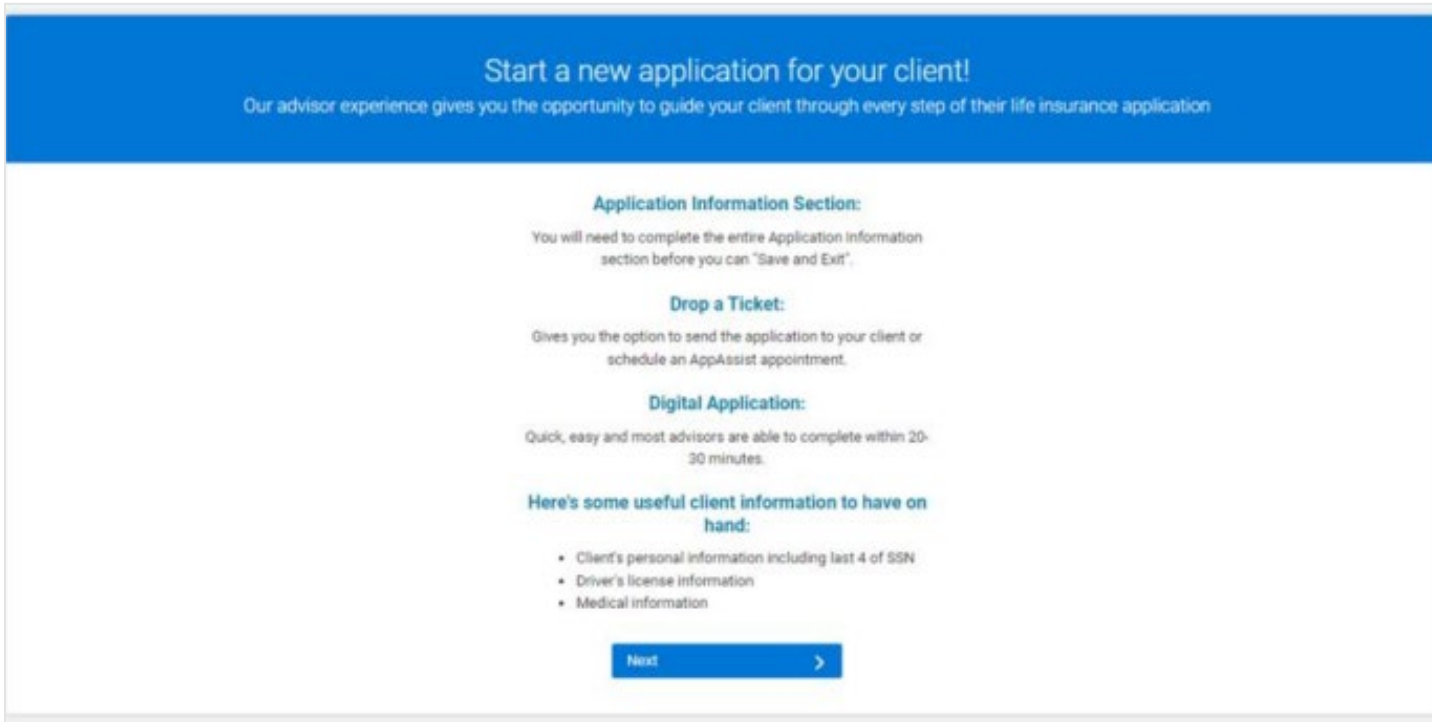 Start a new application for your client!
Our advisor experience gives you the opportunity to guide your client through every step of their life insurance application
Application Information Section:
You will need to complete the entire Application Information
section before you can "Save and Exit".
Drop a Ticket:
Gives you the option to send the application to your client or
schedule an AppAssist appointment.
Digital Application:
Quick, easy and most advisors are able to complete within 20-
30 minutes.
Here's some useful client information to have on
hand:
• Client's personal information including last 4 of SSN
• Driver's license information
• Medical information
Next